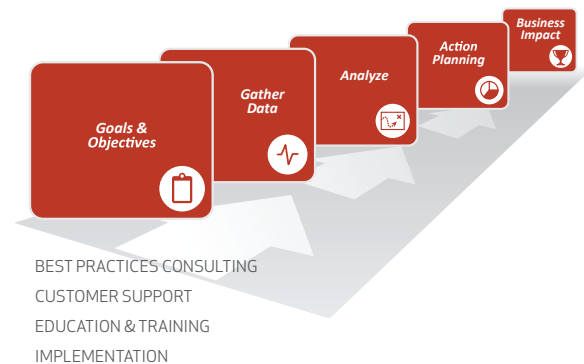 Goals &
Objectives
Gather
Data
Analyze
Action
Planning
Business
Impact
BEST PRACTICES CONSULTING
CUSTOMER SUPPORT
EDUCATION & TRAINING
IMPLEMENTATION